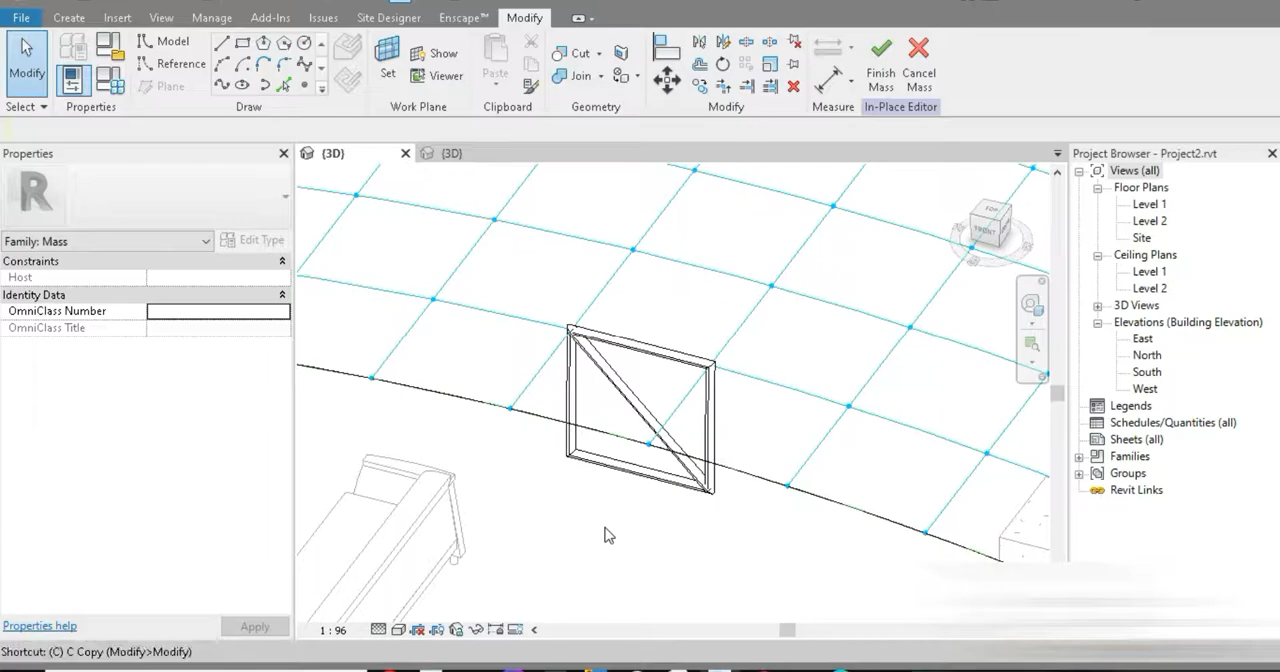 File Create Insert View Manage Add-Ins Issues Site Designer Enscape™ Modify
Model Show Cut
Reference Viewer Join
Plane
Modify Set Paste Finish Cancel
Mass Mass
Select Properties Draw Work Plane Clipboard Geometry Modify Measure In-Place Editor
Properties
{3D}
{3D}
Project Browser - Project2.rvt
R
Family: Mass
Edit Type
Constraints
Host
Identity Data
OmniClass Number
OmniClass Title
TOP
FRONT
Views (all)
Floor Plans
Level 1
Level 2
Site
Ceiling Plans
Level 1
Level 2
3D Views
Elevations (Building Elevation)
East
North
South
West
Legends
Schedules/Quantities (all)
Sheets (all)
Families
Groups
Revit Links
Properties help
Apply
1 : 96
Shortcut: (C) C Copy (Modify>Modify)